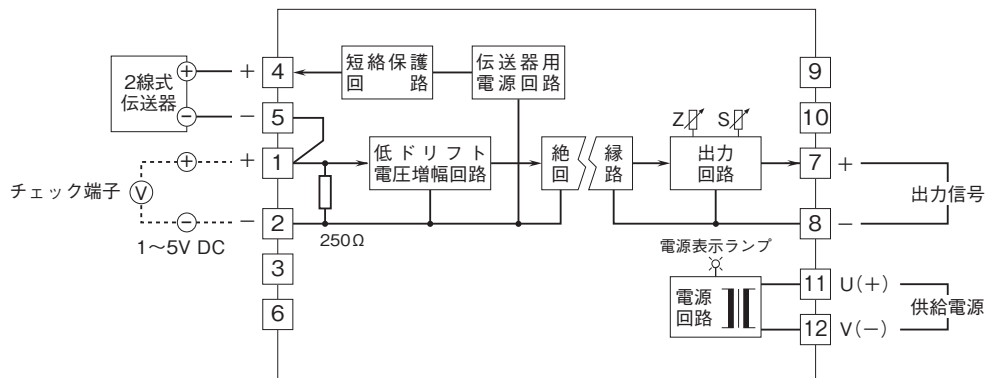 2線式
伝送器
+
−
+
−
4
5
短絡保護
回　路
伝送器用
電源回路
チェック端子
V
+
−
1〜5V DC
+
−
1
2
3
6
250Ω
低ドリフト
電圧増幅回路
絶 縁
回 路
Z
S
出力
回路
9
10
7
8
+
−
出力信号
電源表示ランプ
電源
回路
11
12
U(+)
V(−)
供給電源